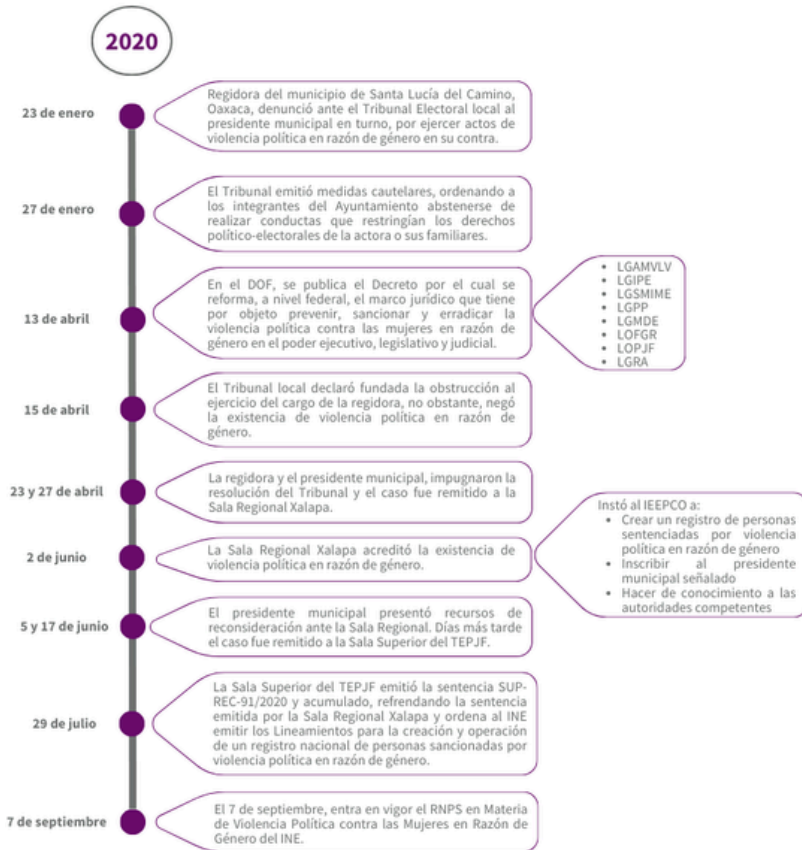 2020
23 de enero
Regidora del municipio de Santa Lucía del Camino,
Oaxaca, denunció ante el Tribunal Electoral local al
presidente municipal en turno, por ejercer actos de
violencia política en razón de género en su contra.
27 de enero
El Tribunal emitió medidas cautelares, ordenando a
los integrantes del Ayuntamiento abstenerse de
realizar conductas que restringían los derechos
político-electorales de la actora o sus familiares.
13 de abril
En el DOF, se publica el Decreto por el cual se
reforma, a nivel federal, el marco jurídico que tiene
por objeto prevenir, sancionar y erradicar la
violencia política contra las mujeres en razón de
género en el poder ejecutivo, legislativo y judicial.
• LGAMVLV
• LGIPE
• LGSMIME
• LGPP
• LGMDE
• LOFGR
• LOPJF
• LGRA
15 de abril
El Tribunal local declaró fundada la obstrucción al
ejercicio del cargo de la regidora, no obstante, negó
la existencia de violencia política en razón de
género.
23 y 27 de abril
La regidora y el presidente municipal, impugnaron la
resolución del Tribunal y el caso fue remitido a la
Sala Regional Xalapa.
2 de junio
La Sala Regional Xalapa acreditó la existencia de
violencia política en razón de género.
Instó al IEEPCO a:
• Crear un registro de personas
sentenciadas por violencia
política en razón de género
• Inscribir al presidente
municipal señalado
• Hacer de conocimiento a las
autoridades competentes
5 y 17 de junio
El presidente municipal presentó recursos de
reconsideración ante la Sala Regional. Días más tarde
el caso fue remitido a la Sala Superior del TEPJF.
29 de julio
La Sala Superior del TEPJF emitió la sentencia SUP-
REC-91/2020 y acumulado, refrendando la sentencia
emitida por la Sala Regional Xalapa y ordena al INE
emitir los Lineamientos para la creación y operación
de un registro nacional de personas sancionadas por
violencia política en razón de género.
7 de septiembre
El 7 de septiembre, entra en vigor el RNPS en Materia
de Violencia Política contra las Mujeres en Razón de
Género del INE.